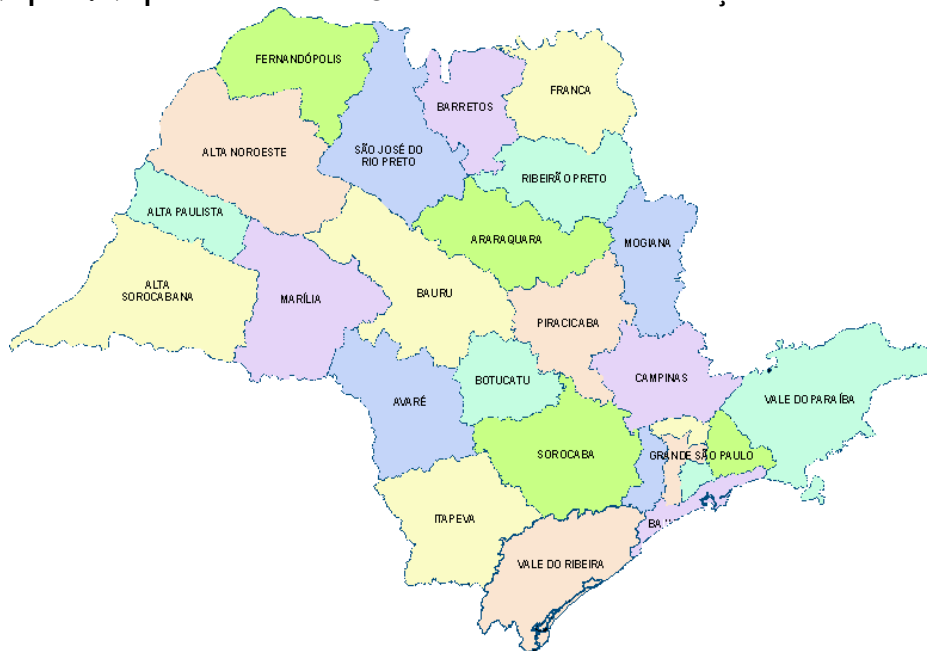 FERNANDÓPOLIS
FRANCA
BARRETOS
ALTA NOROESTE
SÃO JOSÉ DO
RIO PRETO
RIBEIRÃO PRETO
ALTA PAULISTA
ARARAQUARA
MOGIANA
ALTA
SOROCABANA
MARÍLIA
BAURU
PIRACICABA
CAMPINAS
BOTUCATU
AVARÉ
VALE DO PARAÍBA
SOROCABA
GRANDE SÃO PAULO
ITAPEVA
VALE DO RIBEIRA